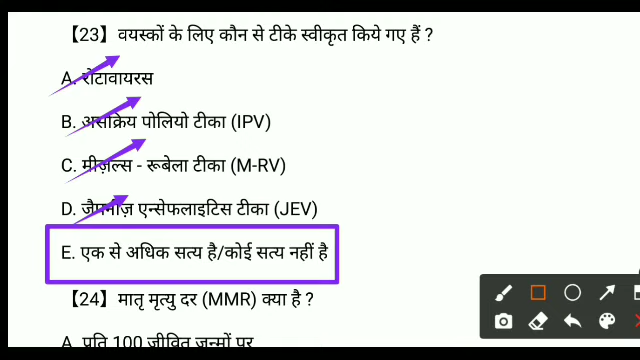 【23】 वयस्कों के लिए कौन से टीके स्वीकृत किये गए हैं ?
A. रोटावायरस
B. असक्रिय पोलियो टीका (IPV)
C. मीज़ल्स - रूबेला टीका (M-RV)
D. जैपनीज़ एन्सेफलाइटिस टीका (JEV)
E. एक से अधिक सत्य है/कोई सत्य नहीं है
【24】 मातृ मृत्यु दर (MMR) क्या है ?
A. प्रति 100 जीवित जन्मों पर